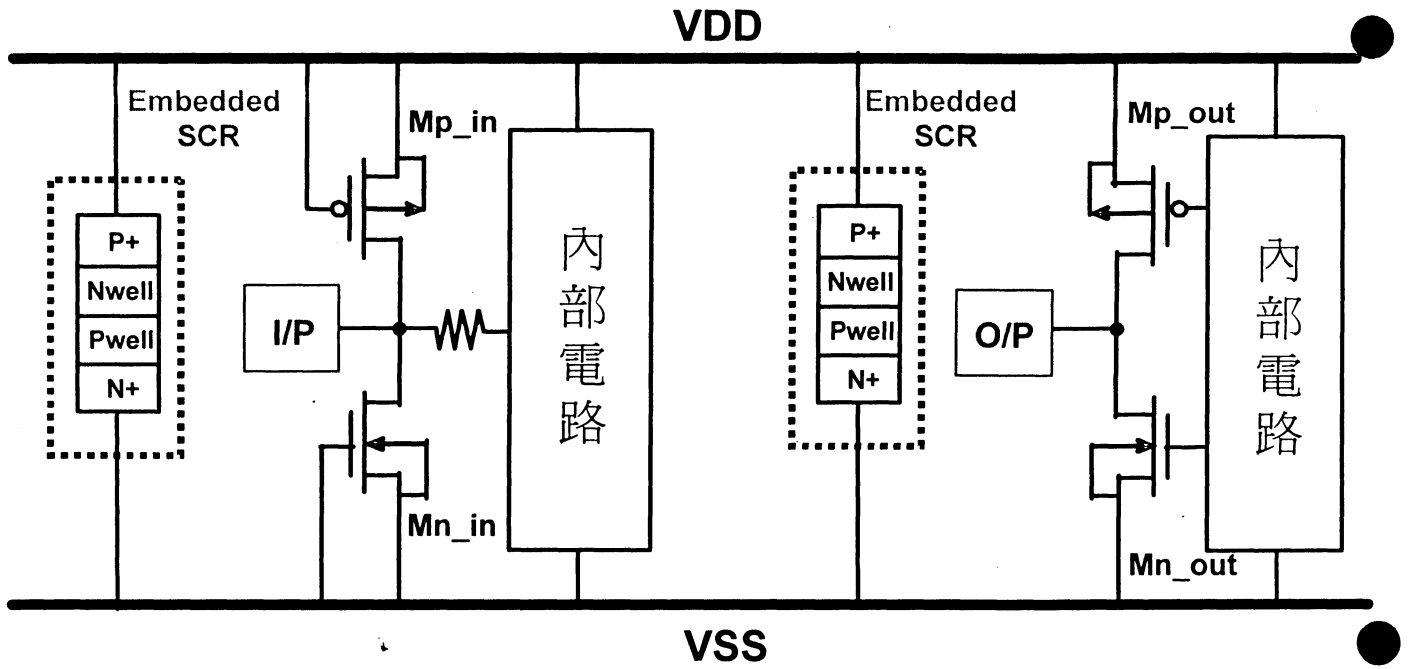 VDD
Embedded
SCR
P+
Nwell
Pwell
N+
I/P
Mp_in
Mn_in
內部電路
Embedded
SCR
P+
Nwell
Pwell
N+
O/P
Mp_out
Mn_out
內部電路
VSS